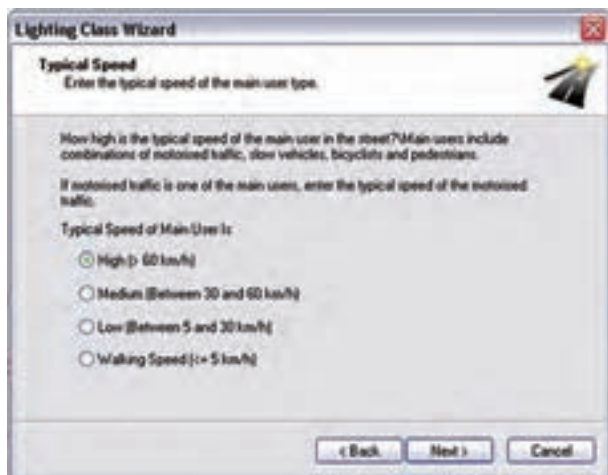 Lighting Class Wizard
Typical Speed
Enter the typical speed of the main user type.
How high is the typical speed of the main user in the street?\Main users include
combinations of motorised traffic, slow vehicles, bicyclists and pedestrians.
If motorised traffic is one of the main users, enter the typical speed of the motorised
traffic.
Typical Speed of Main User Is:
High (> 60 km/h)
Medium (Between 30 and 60 km/h)
Low (Between 5 and 30 km/h)
Walking Speed (<= 5 km/h)
< Back Next > Cancel